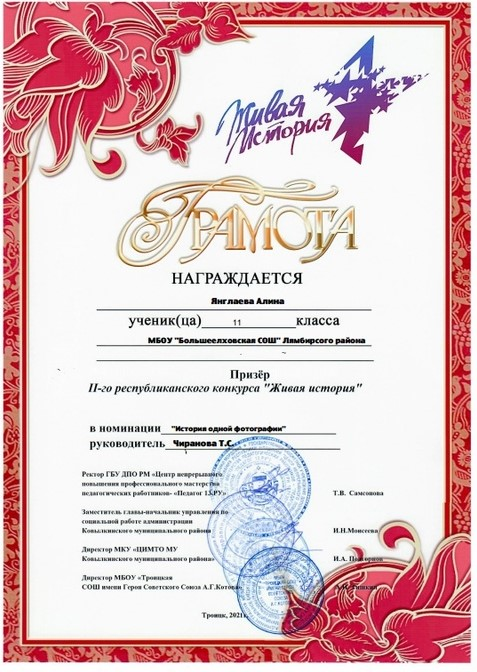 Живая
История
ГРАМОТА
НАГРАЖДАЕТСЯ
Янглаева Алина
ученик(ца) 11 класса
МБОУ "Большеелховская СОШ" Лямбирсого района
Призёр
II-го республиканского конкурса "Живая история"
в номинации "История одной фотографии"
руководитель Чиранова Т.С.
Ректор ГБУ ДПО РМ «Центр непрерывного
повышения профессионального мастерства
педагогических работников» «Педагог 13.РУ» Т.В. Самсонова
Заместитель главы-начальник управления по
социальной работе администрации
Ковылкинского муниципального района И.Н.Моисеева
Директор МКУ «ЦИМТО МУ
Ковылкинского муниципального района» И.А.
Директор МБОУ «Троицкая
СОШ имени Героя Советского Союза А.Г.Котова»
Троицк, 2021г.